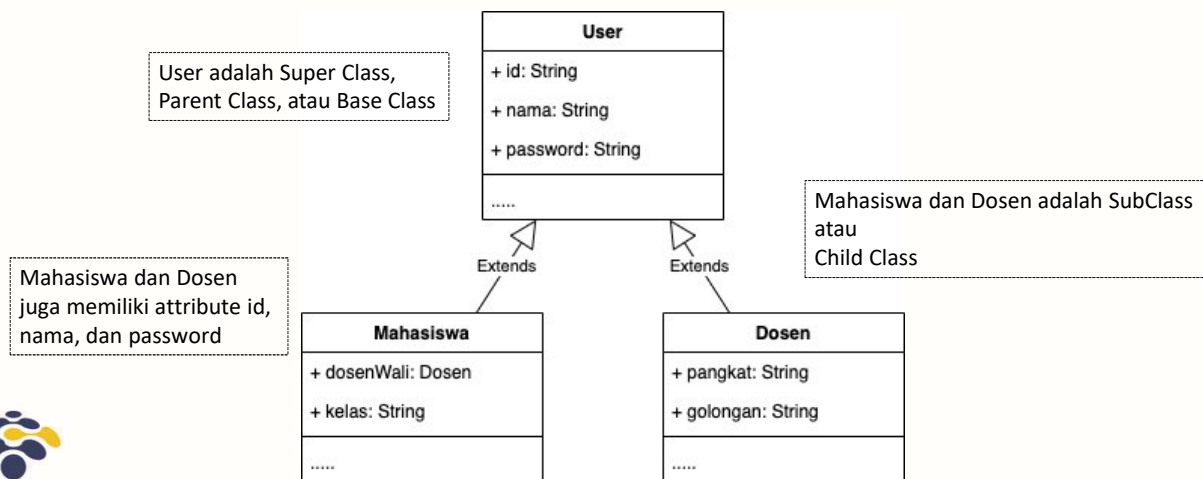 User
+ id: String
+ nama: String
+ password: String
.....
User adalah Super Class,
Parent Class, atau Base Class
Mahasiswa dan Dosen adalah SubClass
atau
Child Class
Extends
Extends
Mahasiswa dan Dosen
juga memiliki attribute id,
nama, dan password
Mahasiswa
+ dosenWali: Dosen
+ kelas: String
.....
Dosen
+ pangkat: String
+ golongan: String
.....